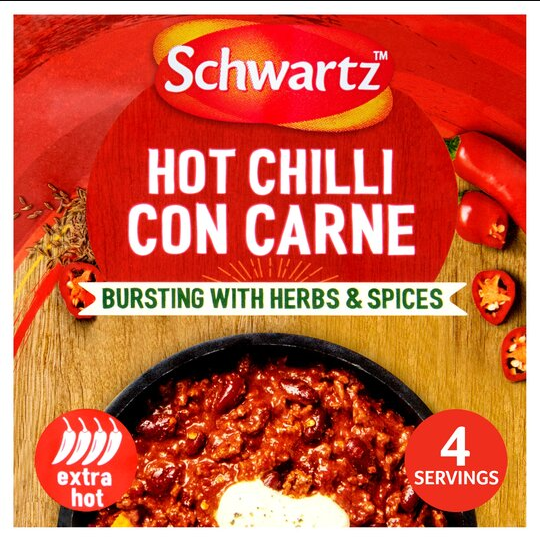 Schwartz™
HOT CHILLI
CON CARNE
BURSTING WITH HERBS & SPICES
extra
hot
4
SERVINGS